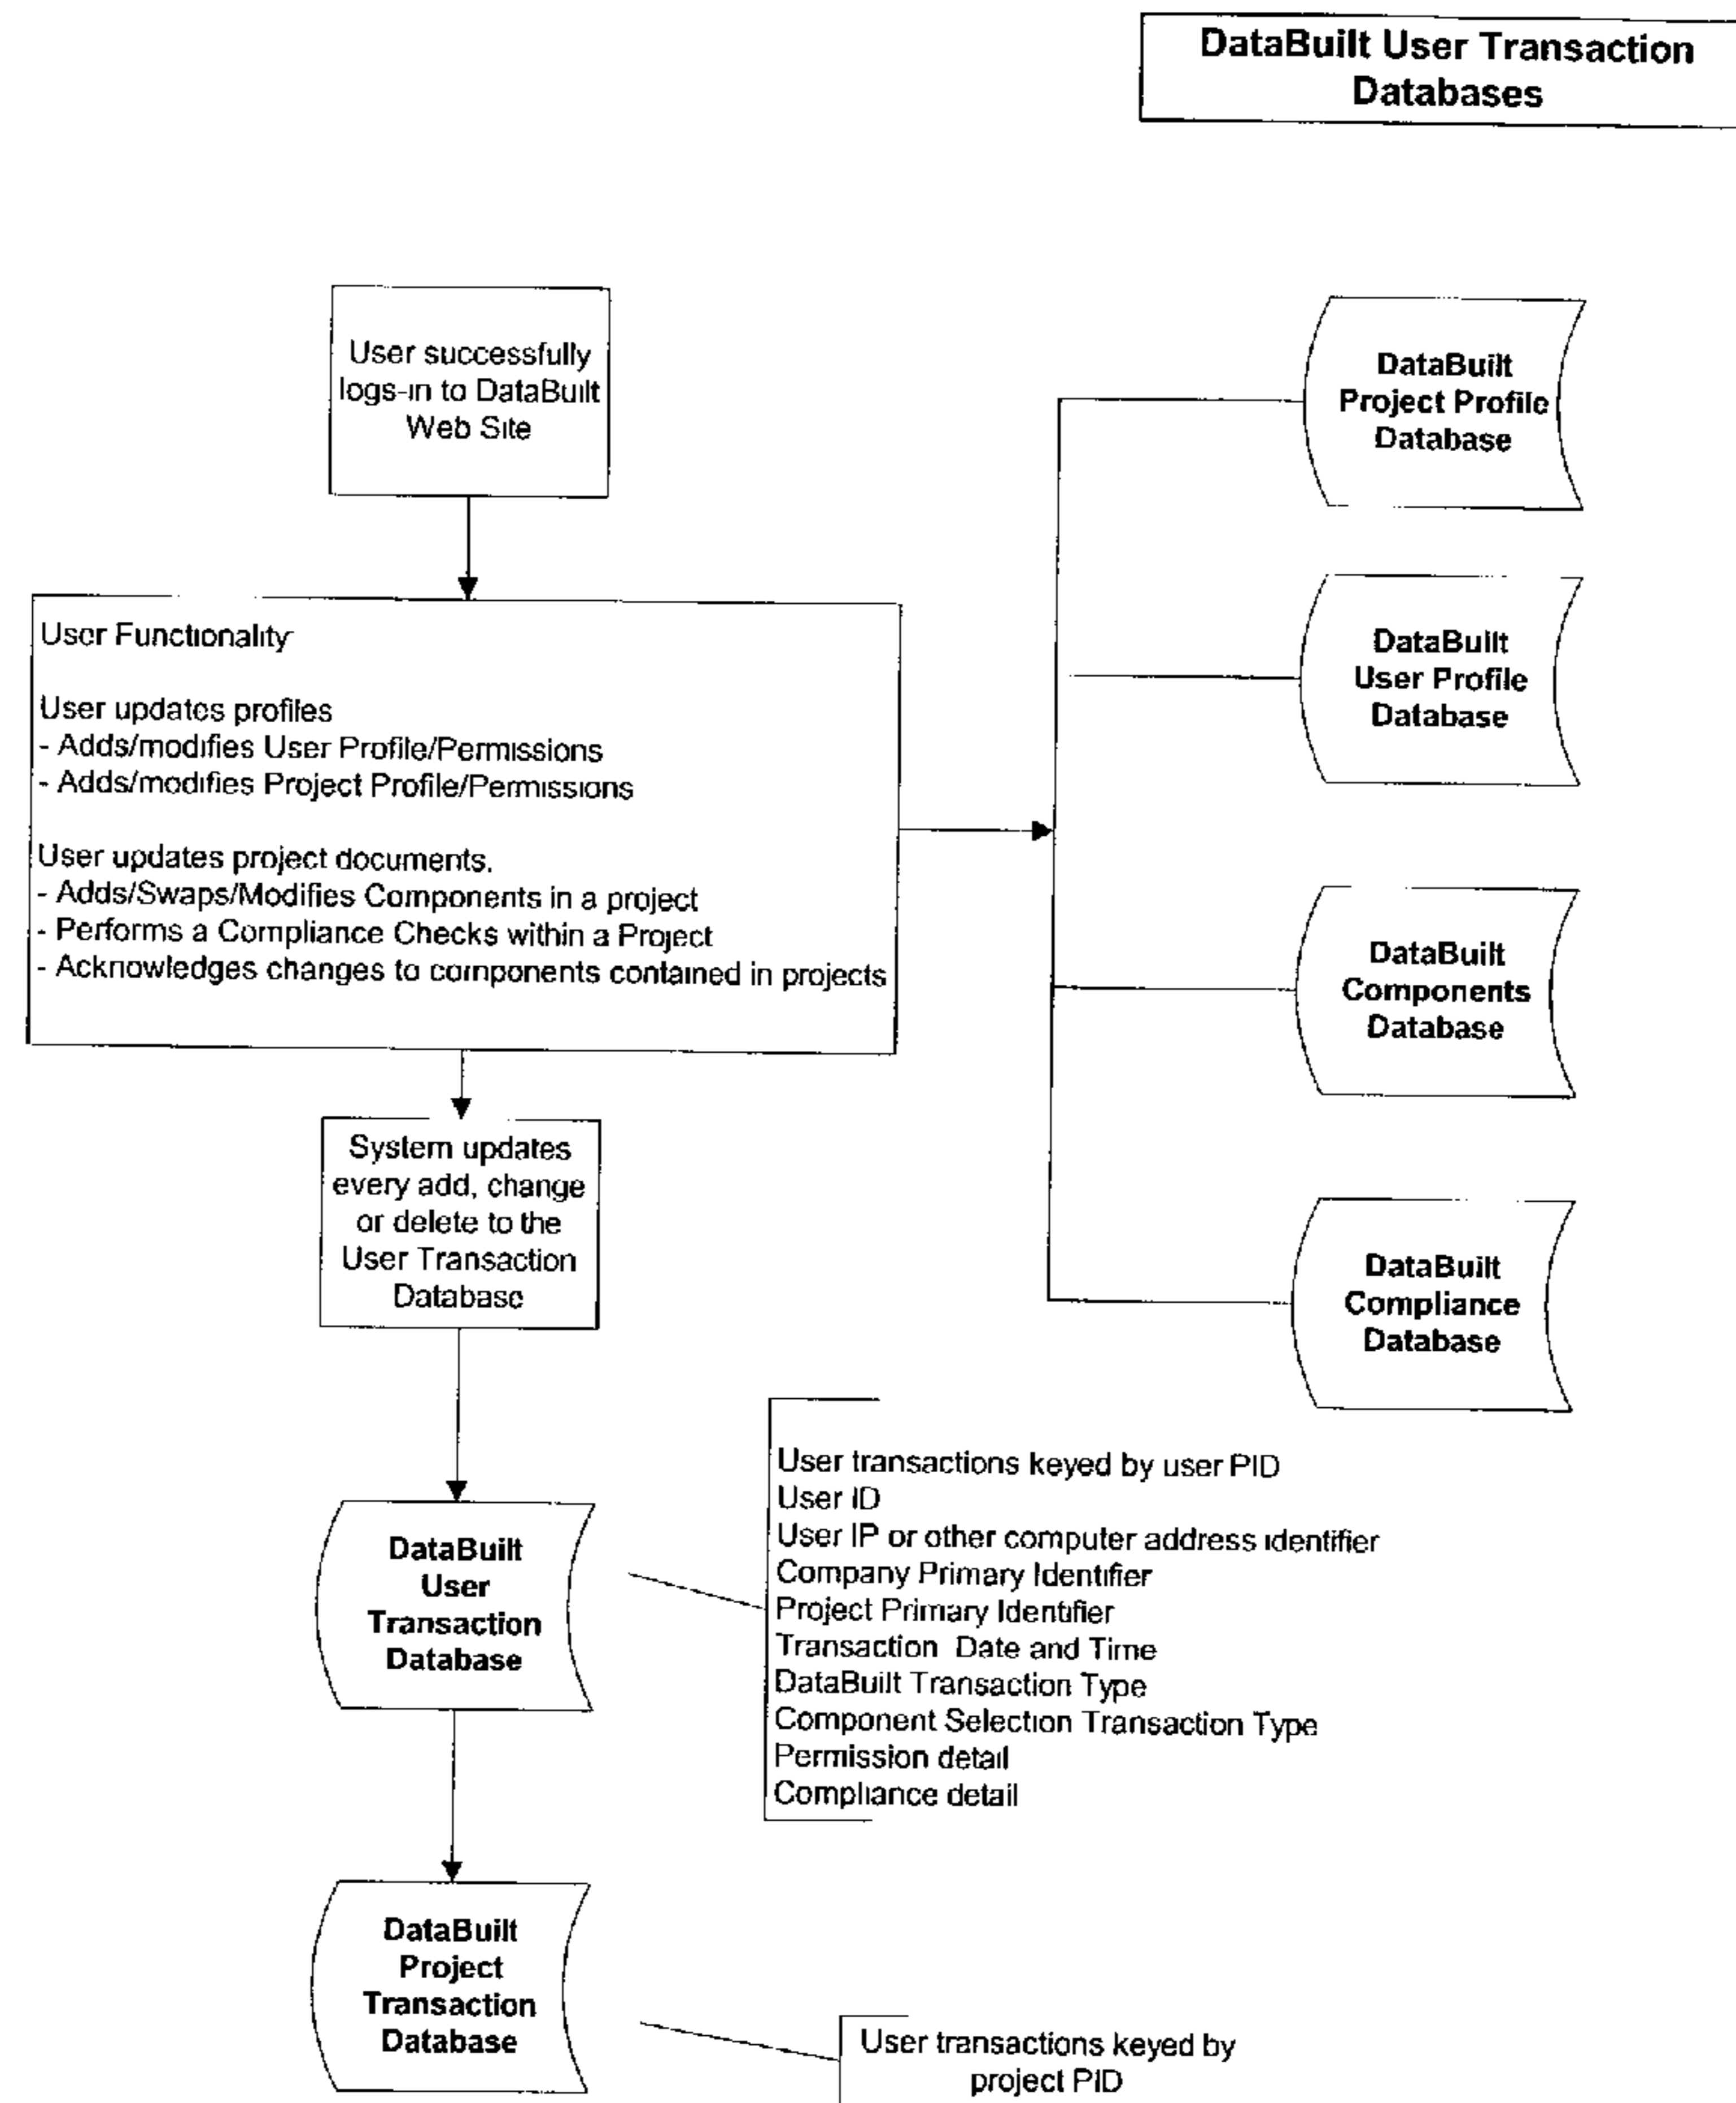 DataBuilt User Transaction
Databases
User successfully
logs-in to DataBuilt
Web Site
User Functionality
User updates profiles
- Adds/modifies User Profile/Permissions
- Adds/modifies Project Profile/Permissions
User updates project documents.
- Adds/Swaps/Modifies Components in a project
- Performs a Compliance Checks within a Project
- Acknowledges changes to components contained in projects
DataBuilt
Project Profile
Database
DataBuilt
User Profile
Database
DataBuilt
Components
Database
DataBuilt
Compliance
Database
System updates
every add, change
or delete to the
User Transaction
Database
DataBuilt
User
Transaction
Database
User transactions keyed by user PID
User ID
User IP or other computer address identifier
Company Primary Identifier
Project Primary Identifier
Transaction Date and Time
DataBuilt Transaction Type
Component Selection Transaction Type
Permission detail
Compliance detail
DataBuilt
Project
Transaction
Database
User transactions keyed by
project PID